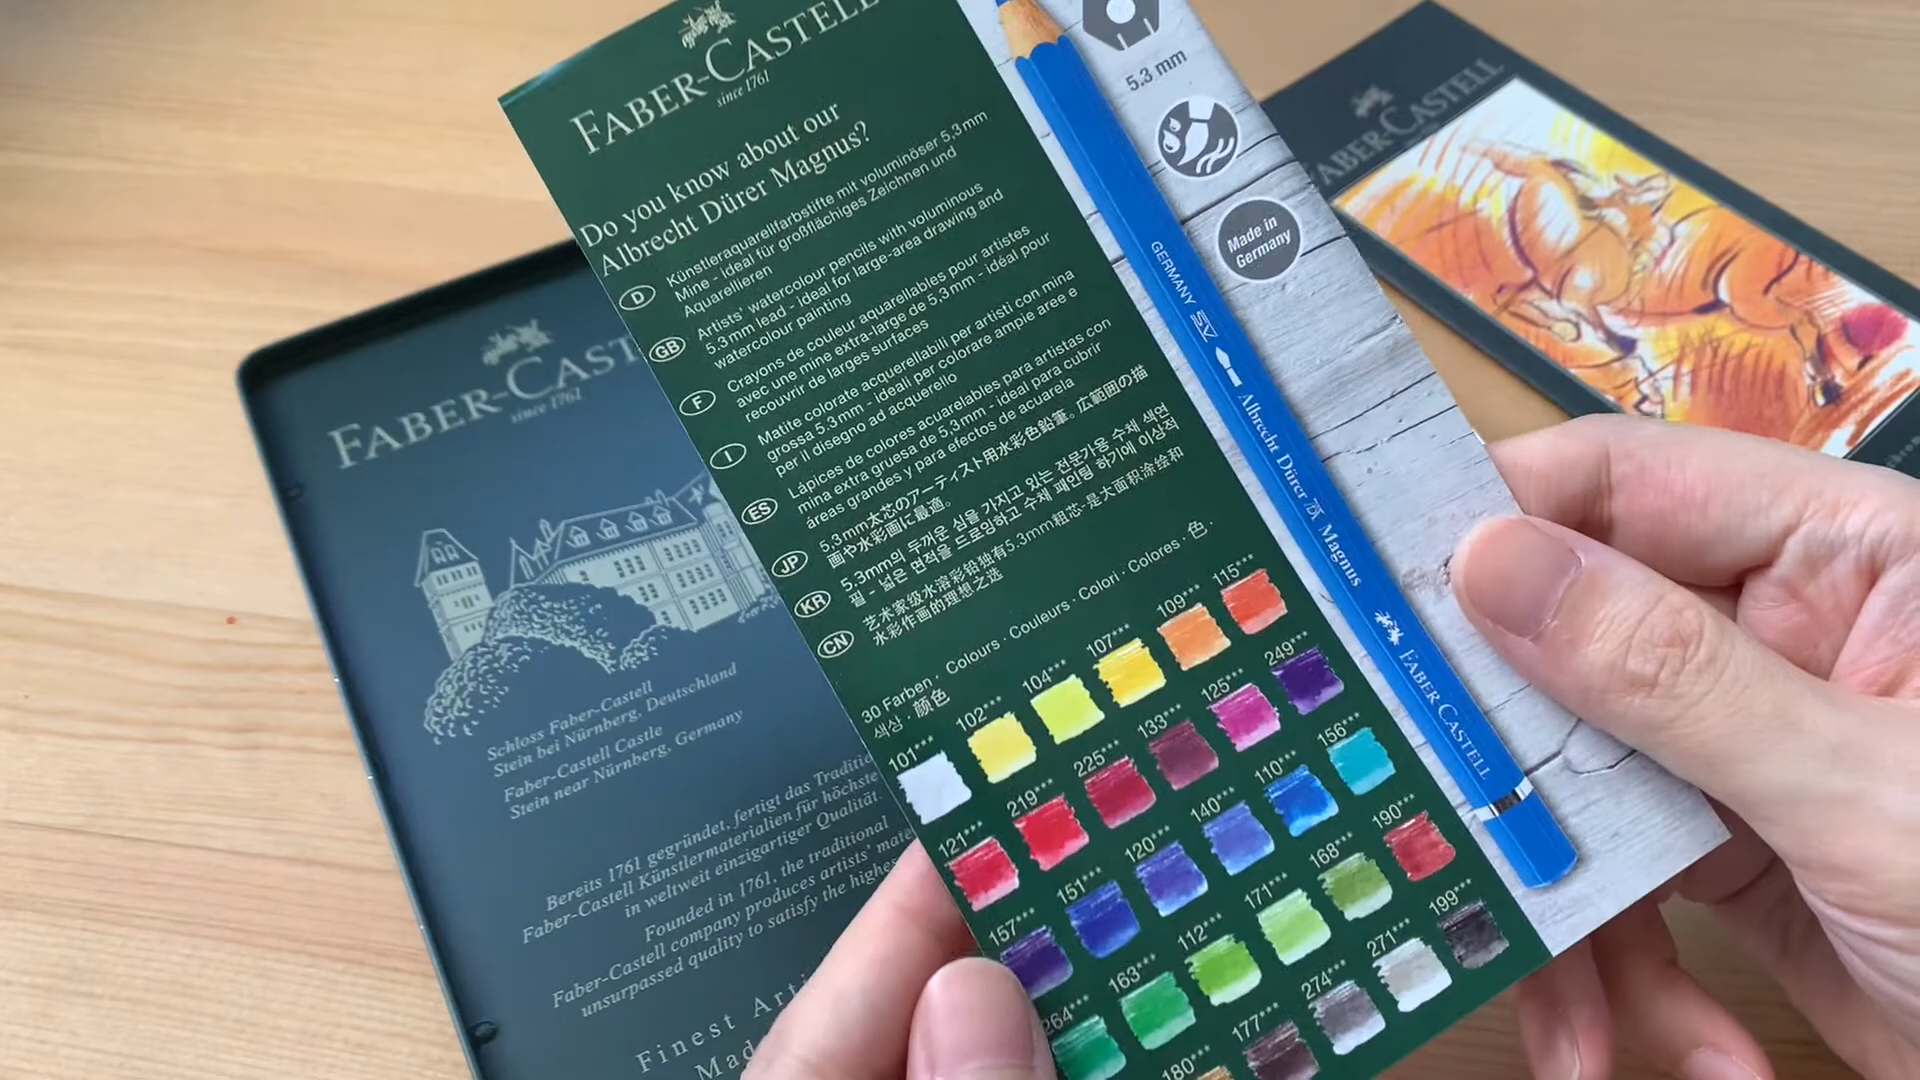 FABER-CASTELL
since 1761
Do you know about our
Albrecht Dürer Magnus?
D
Künstleraquarellfarbstifte mit voluminöser 5,3mm
Mine - ideal für großflächiges Zeichnen und
Aquarellieren
GB
Artists' watercolour pencils with voluminous
5.3mm lead - ideal for large-area drawing and
watercolour painting
F
Crayons de couleur aquarellables pour artistes
avec une mine extra-large de 5,3mm - idéal pour
recouvrir de larges surfaces
I
Matite colorate acquerellabili per artisti con mina
grossa 5.3mm - ideali per colorare ampie aree e
per il disegno ad acquerello
ES
Lápices de colores acuarelables para artistas con
mina extra gruesa de 5,3mm - ideal para cubrir
áreas grandes y para efectos de acuarela
JP
5,3mm太芯のアーティスト用水彩色鉛筆。広範囲の描
画や水彩画に最適。
KR
5.3mm의 두꺼운 심을 가지고 있는 전문가용 수채 색연
필 - 넓은 면적을 드로잉하고 수채 페인팅 하기에 이상적
CN
艺术家级水溶彩铅独有5.3mm粗芯-是大面积涂绘和
水彩作画的理想之选
30 Farben · Colours · Couleurs · Colori · Colores · 色 ·
색상 · 颜色
101*** 102*** 104*** 107*** 109*** 115***
121*** 219*** 225*** 133*** 125*** 249***
157*** 151*** 120*** 140*** 110*** 156***
264*** 163*** 112*** 171*** 168*** 190***
180*** 177*** 274*** 271*** 199***
5.3 mm
Made in
Germany
GERMANY
Albrecht Dürer Magnus
FABER CASTELL
FABER-CAST
since 1761
Schloss Faber-Castell
Stein bei Nürnberg, Deutschland
Faber-Castell Castle
Stein near Nürnberg, Germany
Bereits 1761 gegründet, fertigt das Traditio
Faber-Castell Künstlermaterialien für höchste
in weltweit einzigartiger Qualität.
Founded in 1761, the traditional
Faber-Castell company produces artists' mate
unsurpassed quality to satisfy the highes
Finest Arti
Mad
FABER-CASTELL